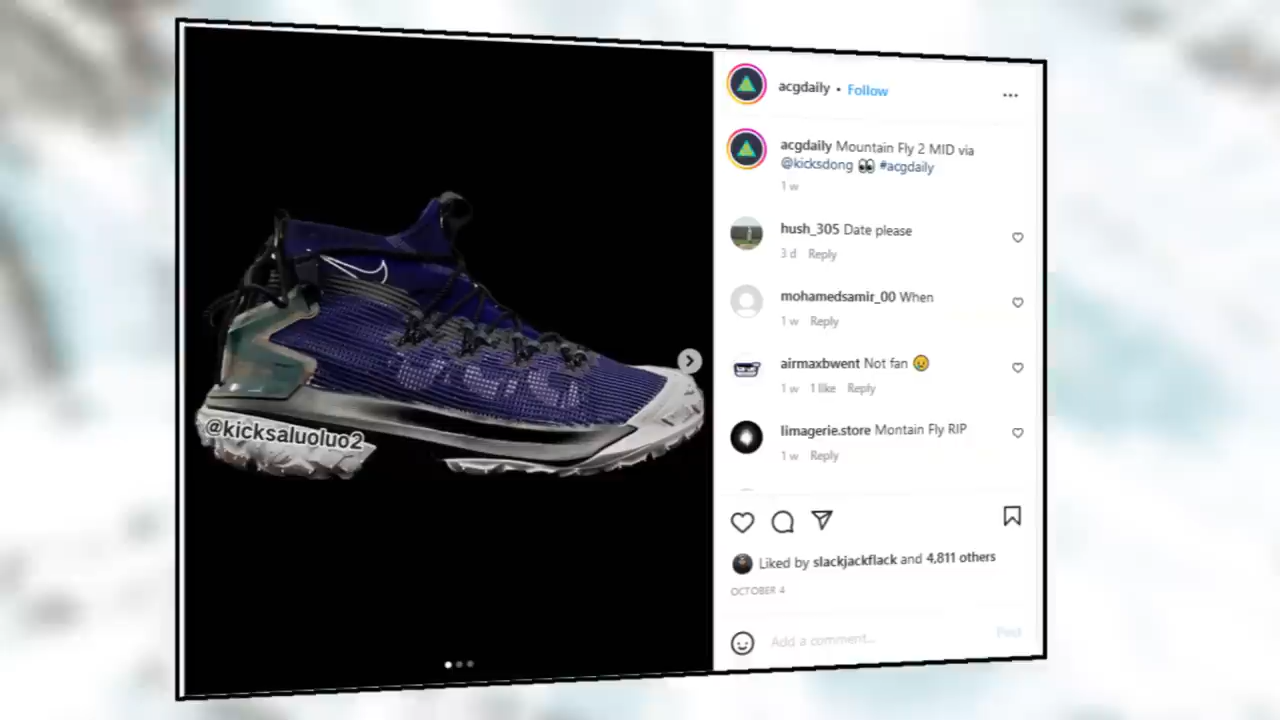 acgdaily • Follow
acgdaily Mountain Fly 2 MID via
@kicksdong 👀 #acgdaily
1 w
hush_305 Date please
3 d Reply
mohamedsamir_00 When
1 w Reply
airmaxbwent Not fan 😢
1 w 1 like Reply
limagerie.store Montain Fly RIP
1 w Reply
Liked by slackjackflack and 4,811 others
OCTOBER 4
Add a comment...
Post
@kicksaluoluo2